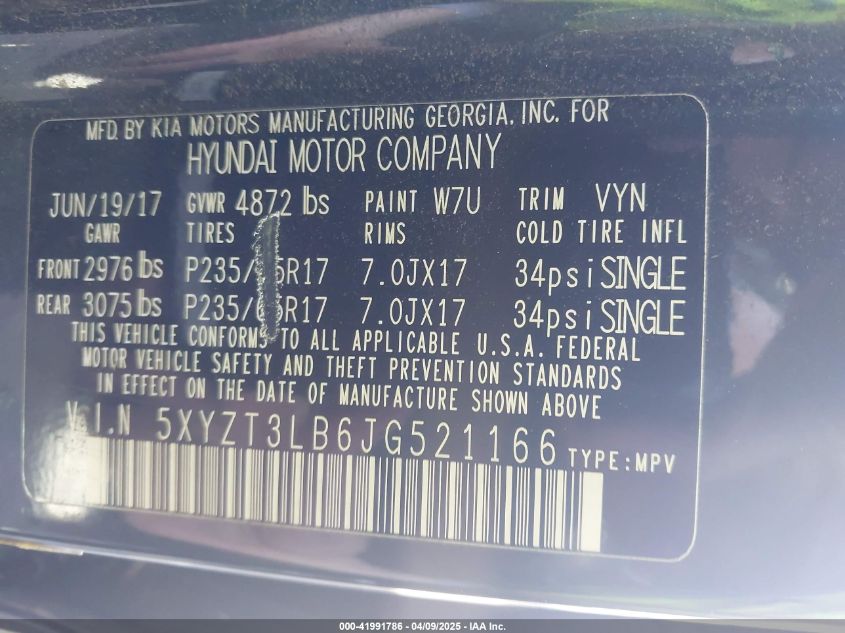 MFD. BY KIA MOTORS MANUFACTURING GEORGIA, INC. FOR
HYUNDAI MOTOR COMPANY
JUN/19/17 GVWR 4872 lbs PAINT W7U TRIM VYN
GAWR TIRES RIMS COLD TIRE INFL
FRONT 2976 lbs 7.0JX17 34psi SINGLE
REAR 3075 lbs 7.0JX17 34psi SINGLE
THIS VEHICLE CONFORMS TO ALL APPLICABLE U.S.A. FEDERAL
MOTOR VEHICLE SAFETY AND THEFT PREVENTION STANDARDS
IN EFFECT ON THE DATE OF MANUFACTURE SHOWN ABOVE
V.I.N 5XYZT3LB6JG521166 TYPE:MPV
000-41991786 - 04/09/2025 - IAA Inc.